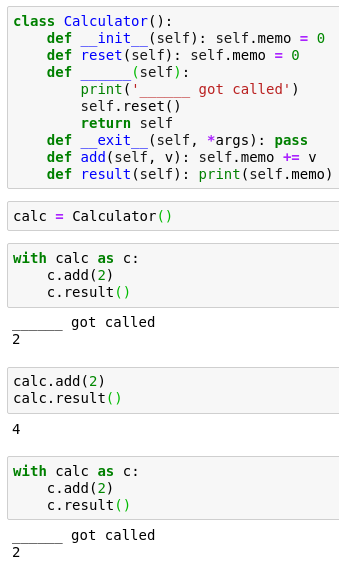 class Calculator():
    def __init__(self): self.memo = 0
    def reset(self): self.memo = 0
    def ______(self):
        print('______ got called')
        self.reset()
        return self
    def __exit__(self, *args): pass
    def add(self, v): self.memo += v
    def result(self): print(self.memo)
calc = Calculator()
with calc as c:
    c.add(2)
    c.result()
______ got called
2
calc.add(2)
calc.result()
4
with calc as c:
    c.add(2)
    c.result()
______ got called
2